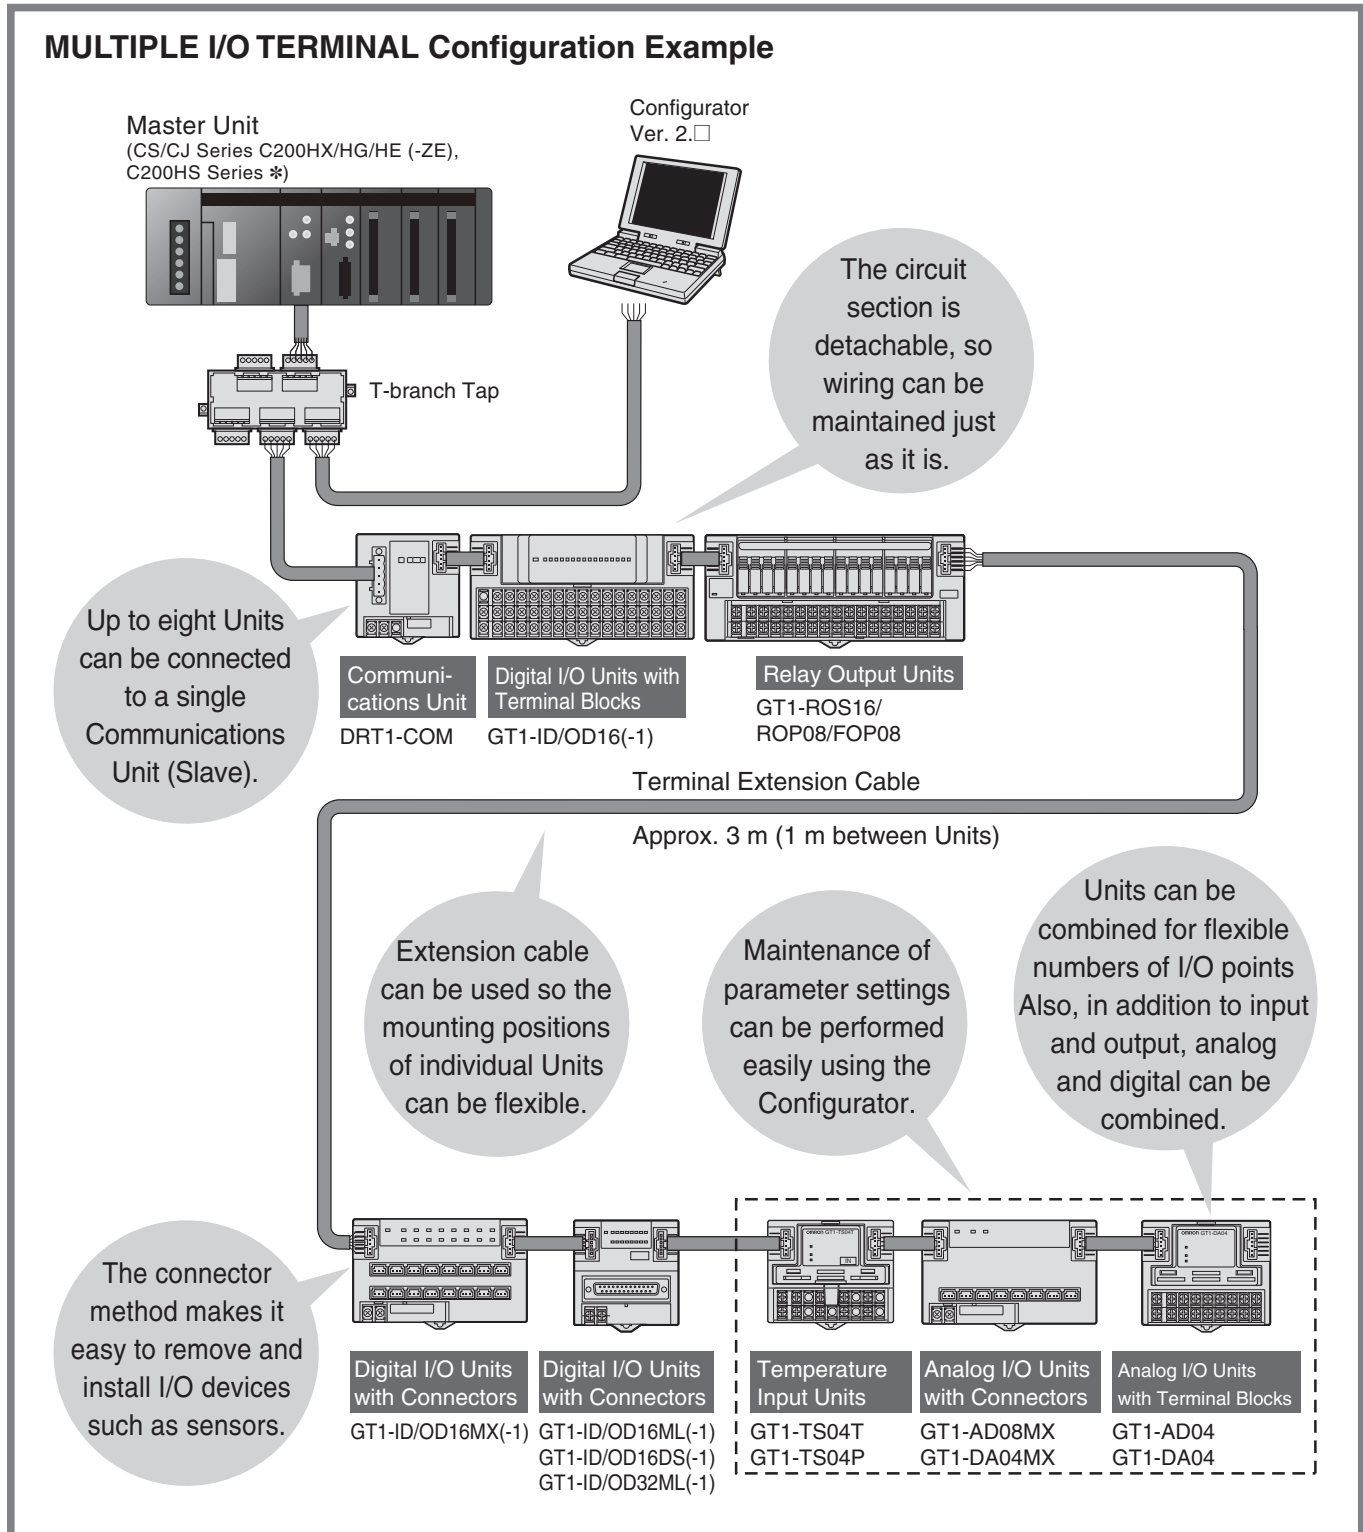 MULTIPLE I/O TERMINAL Configuration Example
Master Unit
(CS/CJ Series C200HX/HG/HE (-ZE),
C200HS Series ✻)
Configurator
Ver. 2.□
T-branch Tap
The circuit
section is
detachable, so
wiring can be
maintained just
as it is.
Up to eight Units
can be connected
to a single
Communications
Unit (Slave).
Communi-
cations Unit
DRT1-COM
Digital I/O Units with
Terminal Blocks
GT1-ID/OD16(-1)
Relay Output Units
GT1-ROS16/
ROP08/FOP08
Terminal Extension Cable
Approx. 3 m (1 m between Units)
Extension cable
can be used so the
mounting positions
of individual Units
can be flexible.
Maintenance of
parameter settings
can be performed
easily using the
Configurator.
Units can be
combined for flexible
numbers of I/O points
Also, in addition to input
and output, analog
and digital can be
combined.
The connector
method makes it
easy to remove and
install I/O devices
such as sensors.
OMRON GT1-TS04T
IN
OMRON GT1-DA04
Digital I/O Units
with Connectors
GT1-ID/OD16MX(-1)
Digital I/O Units
with Connectors
GT1-ID/OD16ML(-1)
GT1-ID/OD16DS(-1)
GT1-ID/OD32ML(-1)
Temperature
Input Units
GT1-TS04T
GT1-TS04P
Analog I/O Units
with Connectors
GT1-AD08MX
GT1-DA04MX
Analog I/O Units
with Terminal Blocks
GT1-AD04
GT1-DA04